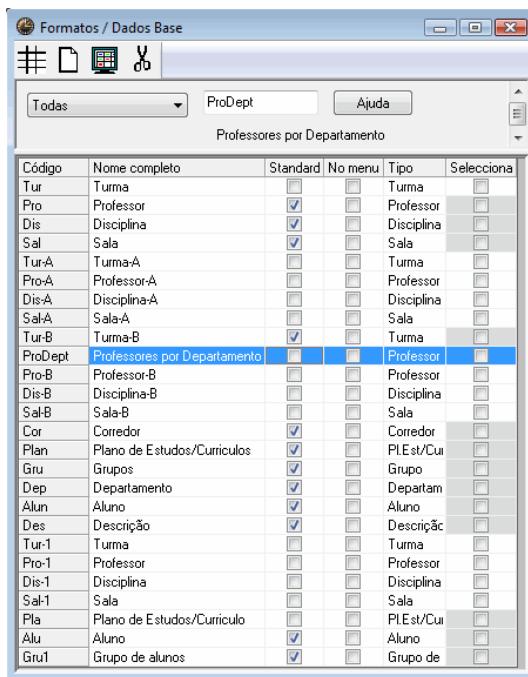 Formatos / Dados Base
Todas ProDept Ajuda
Professores por Departamento
Código Nome completo Standard No menu Tipo Selecciona
Tur Turma Turma
Pro Professor Professor
Dis Disciplina Disciplina
Sal Sala Sala
Tur-A Turma-A Turma
Pro-A Professor-A Professor
Dis-A Disciplina-A Disciplina
Sal-A Sala-A Sala
Tur-B Turma-B Turma
ProDept Professores por Departamento Professor
Pro-B Professor-B Professor
Dis-B Disciplina-B Disciplina
Sal-B Sala-B Sala
Cor Corredor Corredor
Plan Plano de Estudos/Curriculos Pl.Est/Cur
Gru Grupos Grupo
Dep Departamento Departam
Alun Aluno Aluno
Des Descrição Descriçãc
Tur-1 Turma Turma
Pro-1 Professor Professor
Dis-1 Disciplina Disciplina
Sal-1 Sala Sala
Pla Plano de Estudos/Curriculo Pl.Est/Cur
Alu Aluno Aluno
Gru1 Grupo de alunos Grupo de